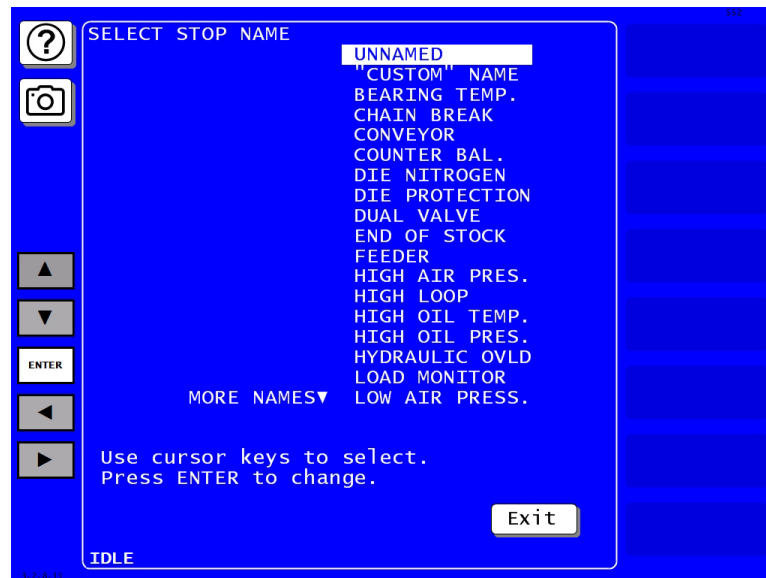 SELECT STOP NAME
UNNAMED
"CUSTOM" NAME
BEARING TEMP.
CHAIN BREAK
CONVEYOR
COUNTER BAL.
DIE NITROGEN
DIE PROTECTION
DUAL VALVE
END OF STOCK
FEEDER
HIGH AIR PRES.
HIGH LOOP
HIGH OIL TEMP.
HIGH OIL PRES.
HYDRAULIC OVLD
LOAD MONITOR
MORE NAMES▼ LOW AIR PRESS.
ENTER
Use cursor keys to select.
Press ENTER to change.
Exit
IDLE